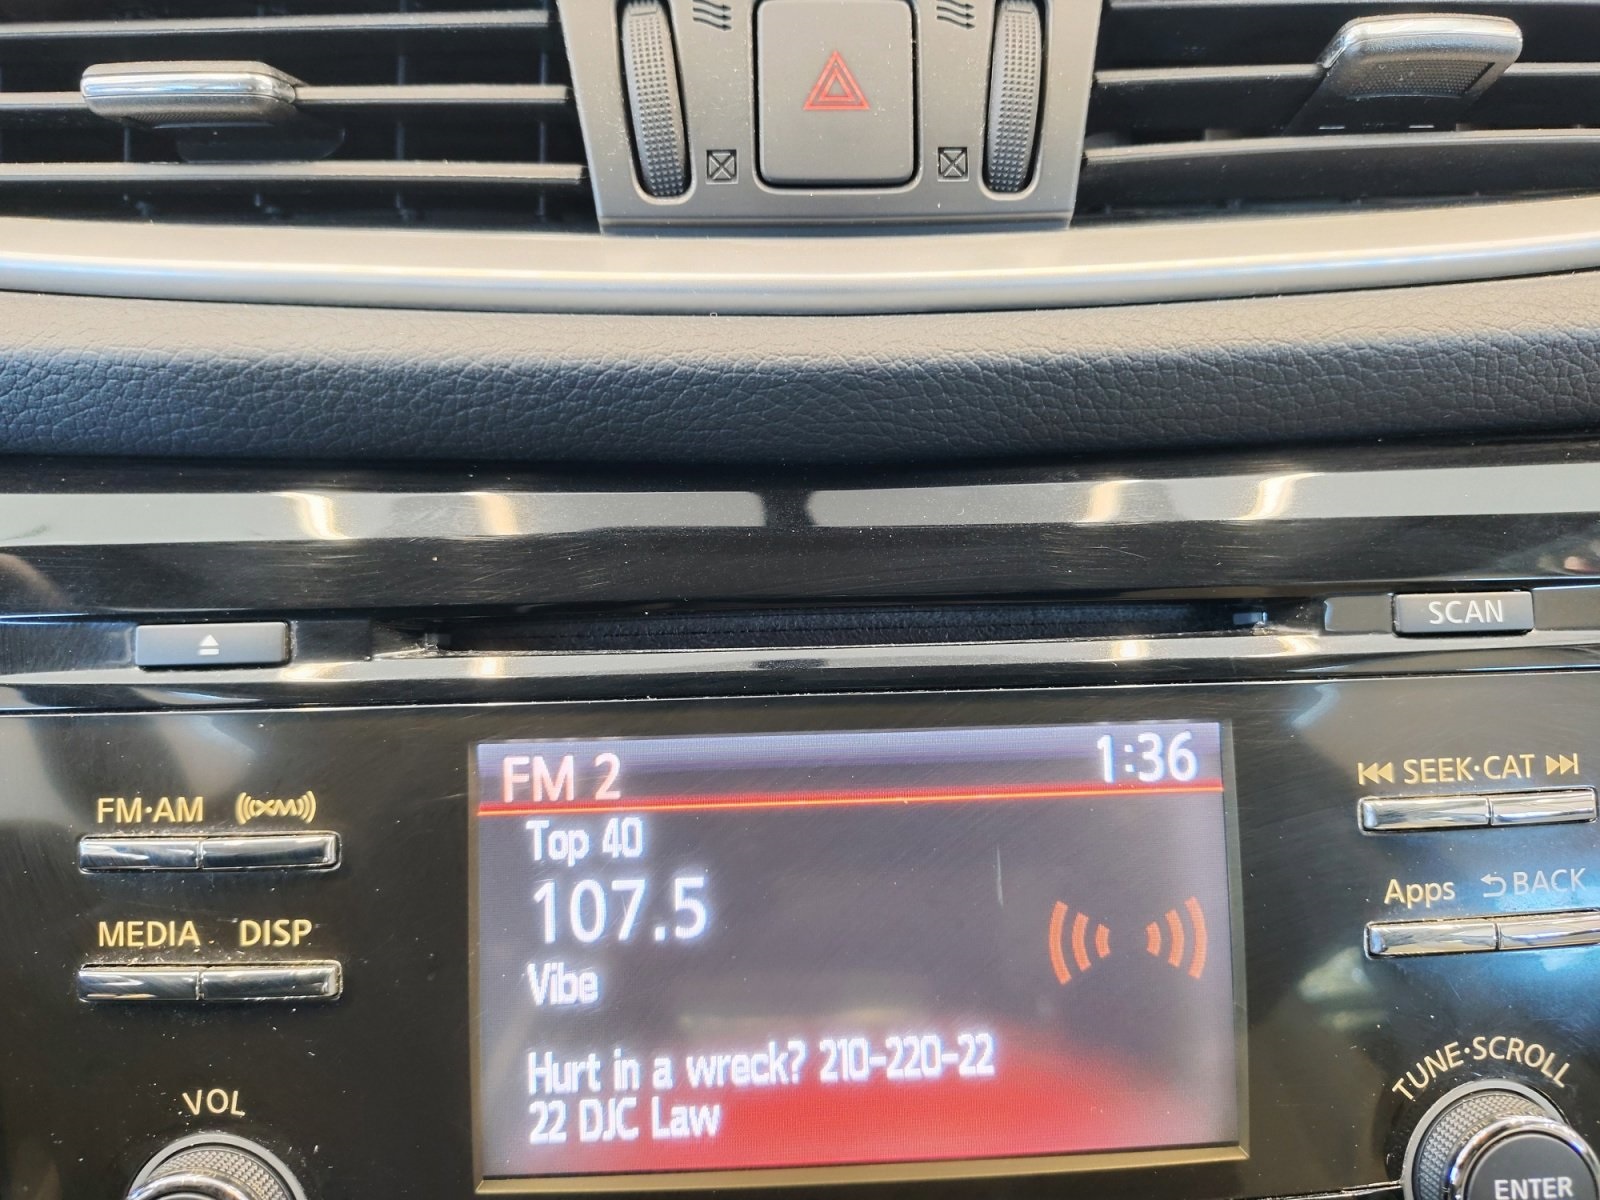 SCAN
FM 2 1:36
FM·AM XM
SEEK·CAT
Top 40
107.5
Apps BACK
MEDIA DISP
Vibe
Hurt in a wreck? 210-220-22
22 DJC Law
TUNE·SCROLL
VOL
ENTER